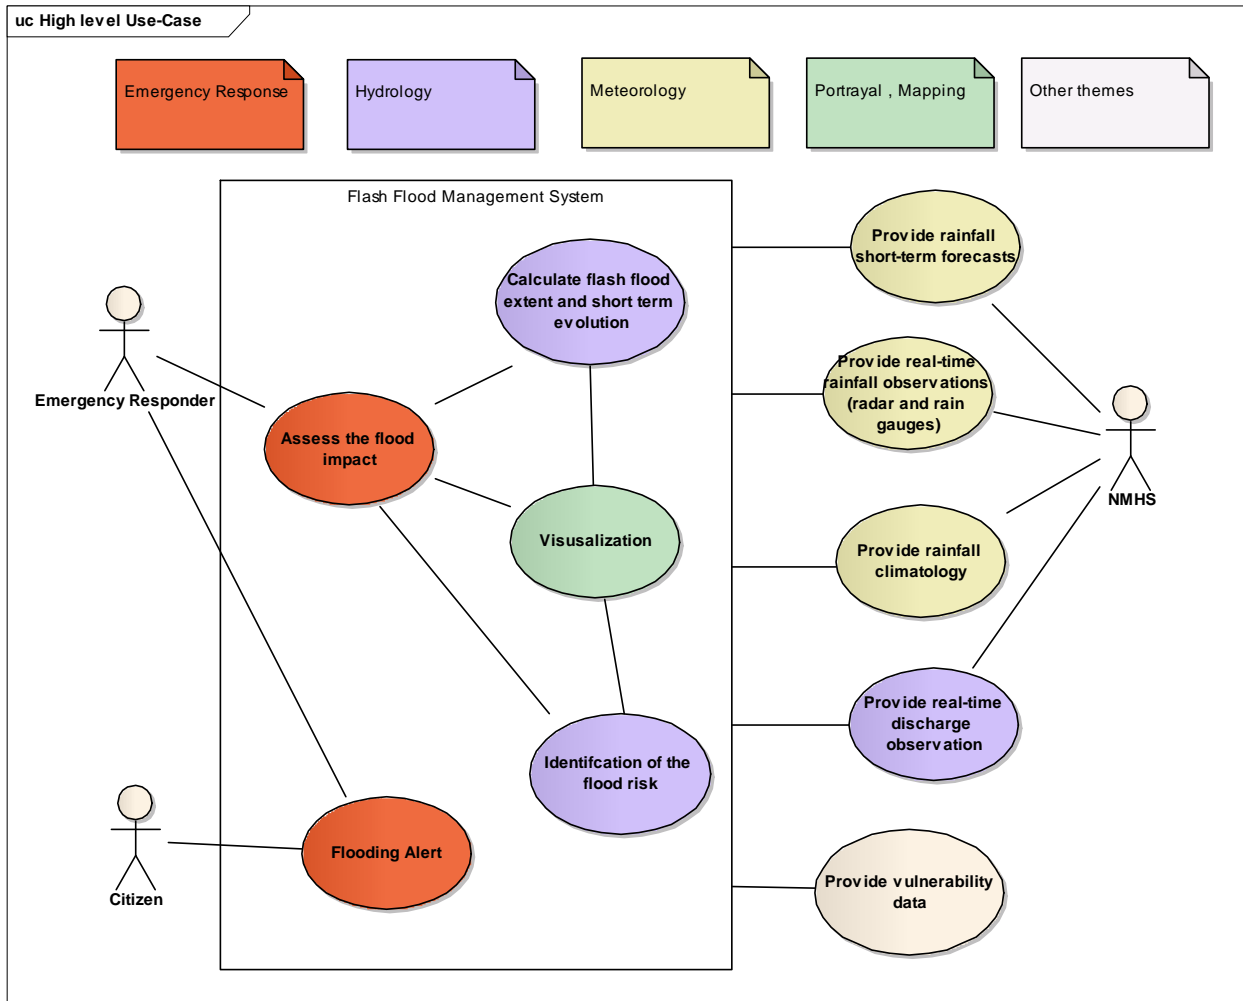 uc High level Use-Case
Emergency Response
Hydrology
Meteorology
Portrayal , Mapping
Other themes
Flash Flood Management System
Calculate flash flood
extent and short term
evolution
Provide rainfall
short-term forecasts
Emergency Responder
Assess the flood
impact
Provide real-time
rainfall observations
(radar and rain
gauges)
NMHS
Visusalization
Provide rainfall
climatology
Provide real-time
discharge
observation
Identifcation of the
flood risk
Flooding Alert
Citizen
Provide vulnerability
data